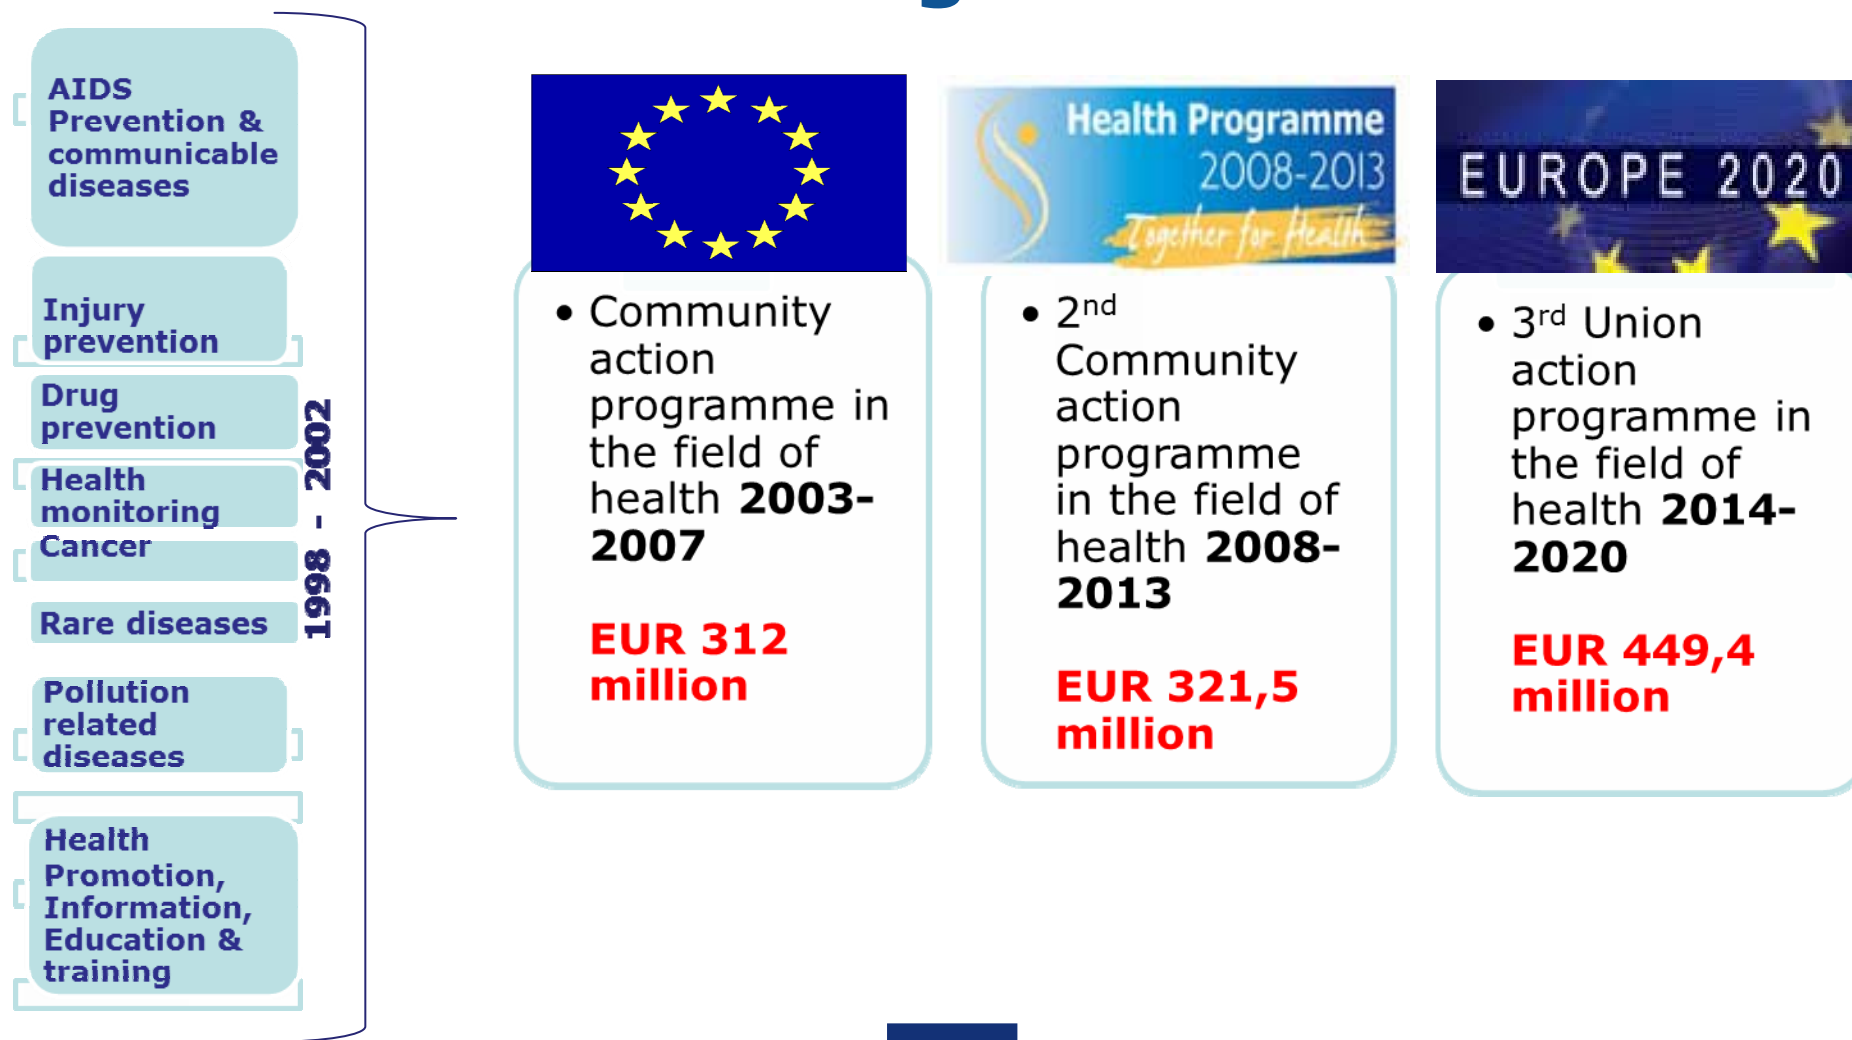 AIDS
Prevention &
communicable
diseases
Injury
prevention
Drug
prevention
Health
monitoring
Cancer
Rare diseases
Pollution
related
diseases
Health
Promotion,
Information,
Education &
training
1998 - 2002
• Community
action
programme in
the field of
health 2003-
2007
EUR 312
million
Health Programme
2008-2013
Together for Health
• 2nd
Community
action
programme
in the field of
health 2008-
2013
EUR 321,5
million
EUROPE 2020
• 3rd Union
action
programme in
the field of
health 2014-
2020
EUR 449,4
million